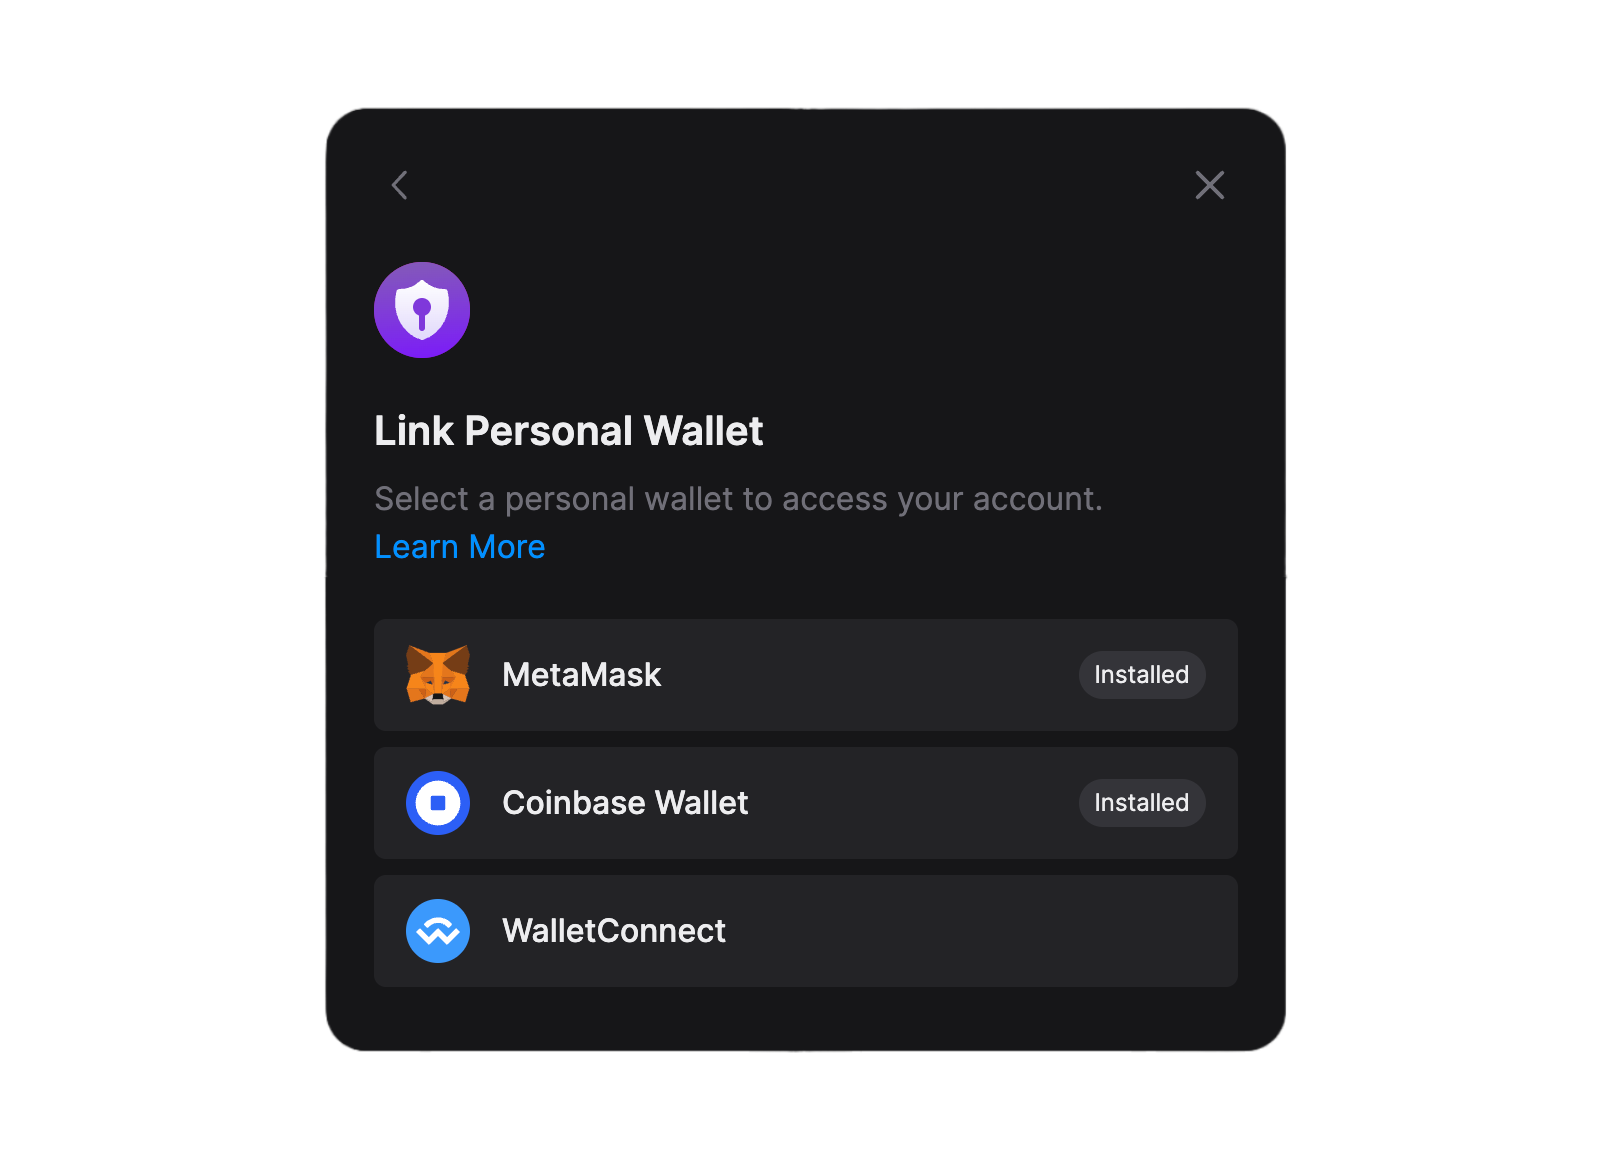 Link Personal Wallet
Select a personal wallet to access your account.
Learn More
MetaMask
Installed
Coinbase Wallet
Installed
WalletConnect